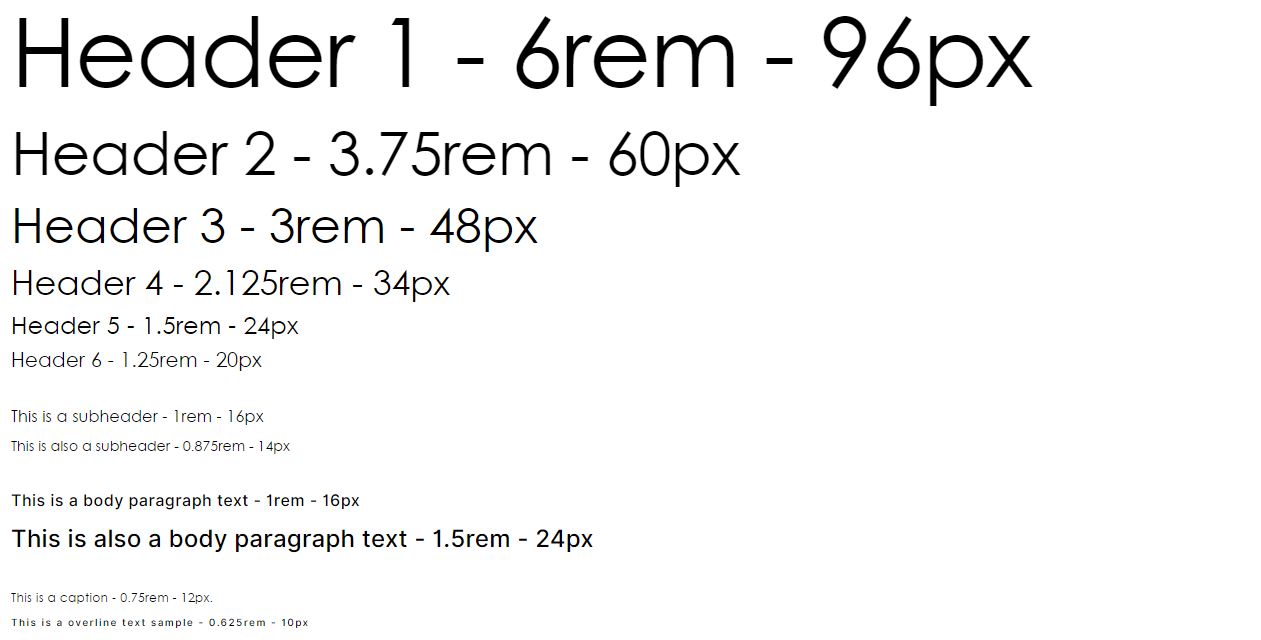 Header 1 - 6rem - 96px
Header 2 - 3.75rem - 60px
Header 3 - 3rem - 48px
Header 4 - 2.125rem - 34px
Header 5 - 1.5rem - 24px
Header 6 - 1.25rem - 20px
This is a subheader - 1rem - 16px
This is also a subheader - 0.875rem - 14px
This is a body paragraph text - 1rem - 16px
This is also a body paragraph text - 1.5rem - 24px
This is a caption - 0.75rem - 12px.
This is a overline text sample - 0.625rem - 10px